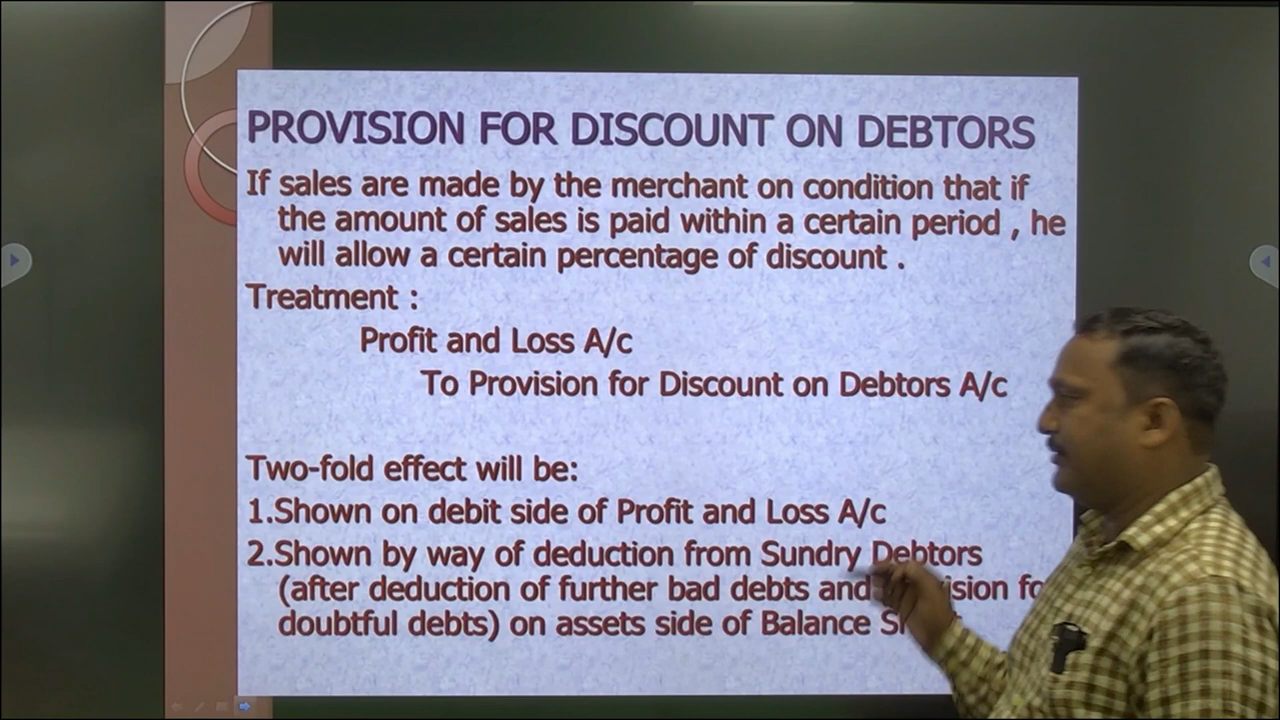 PROVISION FOR DISCOUNT ON DEBTORS
If sales are made by the merchant on condition that if
the amount of sales is paid within a certain period , he
will allow a certain percentage of discount .
Treatment :
Profit and Loss A/c
To Provision for Discount on Debtors A/c
Two-fold effect will be:
1.Shown on debit side of Profit and Loss A/c
2.Shown by way of deduction from Sundry Debtors
(after deduction of further bad debts and
doubtful debts) on assets side of Balance